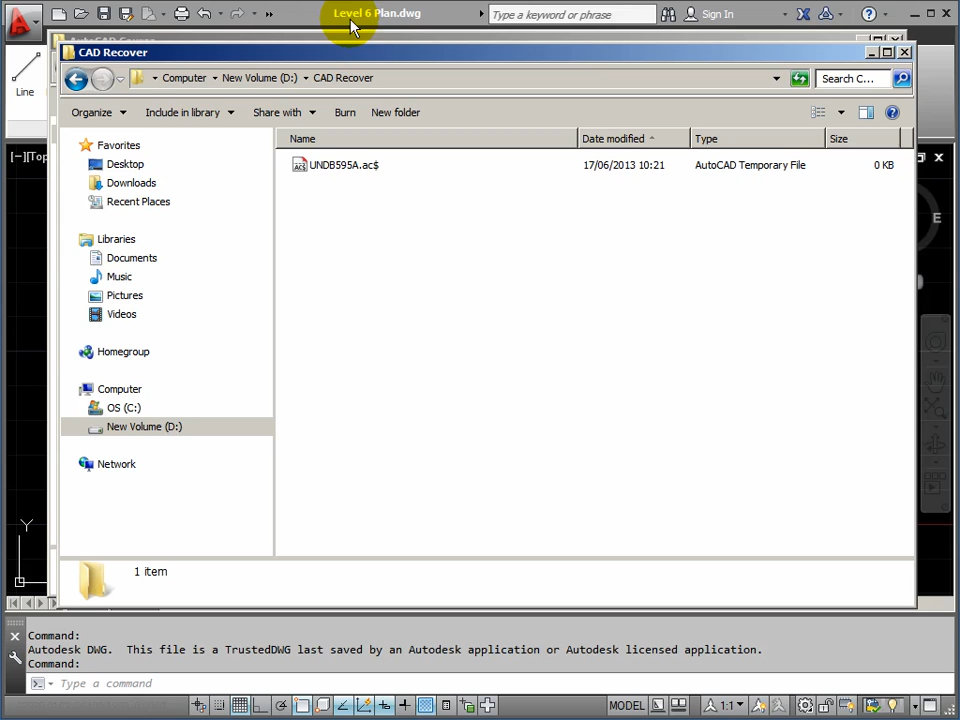 Level 6 Plan.dwg
Type a keyword or phrase
Sign In
Line
CAD Recover
Computer
New Volume (D:)
CAD Recover
Search C...
Organize
Include in library
Share with
Burn
New folder
Favorites
Desktop
Downloads
Recent Places
Libraries
Documents
Music
Pictures
Videos
Homegroup
Computer
OS (C:)
New Volume (D:)
Network
Name
Date modified
Type
Size
UNDB595A.ac$
17/06/2013 10:21
AutoCAD Temporary File
0 KB
[−][Top
E
Y
1 item
Command:
Autodesk DWG.  This file is a TrustedDWG last saved by an Autodesk application or Autodesk licensed application.
Command:
Type a command
MODEL
1:1